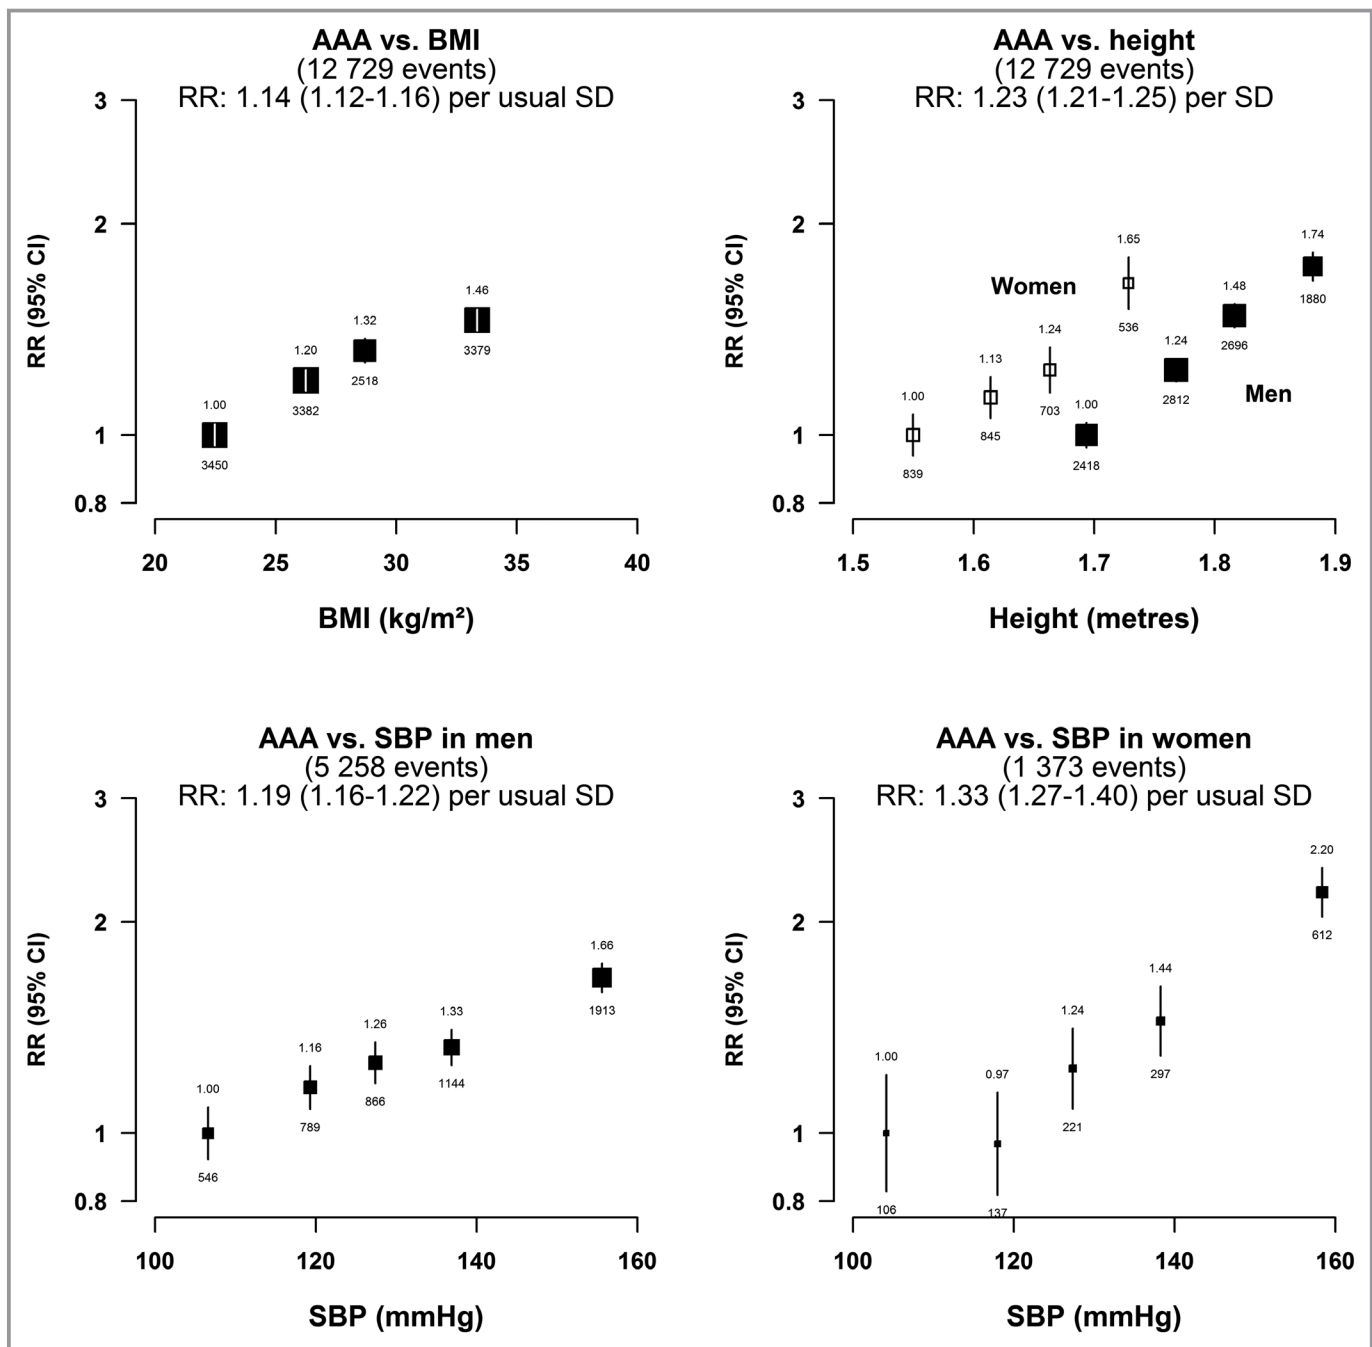 AAA vs. BMI
(12 729 events)
RR: 1.14 (1.12-1.16) per usual SD
3
2
1
0.8
RR (95% CI)
1.00
3450
1.20
3382
1.32
2518
1.46
3379
20 25 30 35 40
BMI (kg/m²)
AAA vs. height
(12 729 events)
RR: 1.23 (1.21-1.25) per SD
3
2
1
0.8
RR (95% CI)
Women
1.00
839
1.13
845
1.24
703
1.65
536
Men
1.00
2418
1.24
2812
1.48
2696
1.74
1880
1.5 1.6 1.7 1.8 1.9
Height (metres)
AAA vs. SBP in men
(5 258 events)
RR: 1.19 (1.16-1.22) per usual SD
3
2
1
0.8
RR (95% CI)
1.00
546
1.16
789
1.26
866
1.33
1144
1.66
1913
100 120 140 160
SBP (mmHg)
AAA vs. SBP in women
(1 373 events)
RR: 1.33 (1.27-1.40) per usual SD
3
2
1
0.8
RR (95% CI)
1.00
106
0.97
137
1.24
221
1.44
297
2.20
612
100 120 140 160
SBP (mmHg)